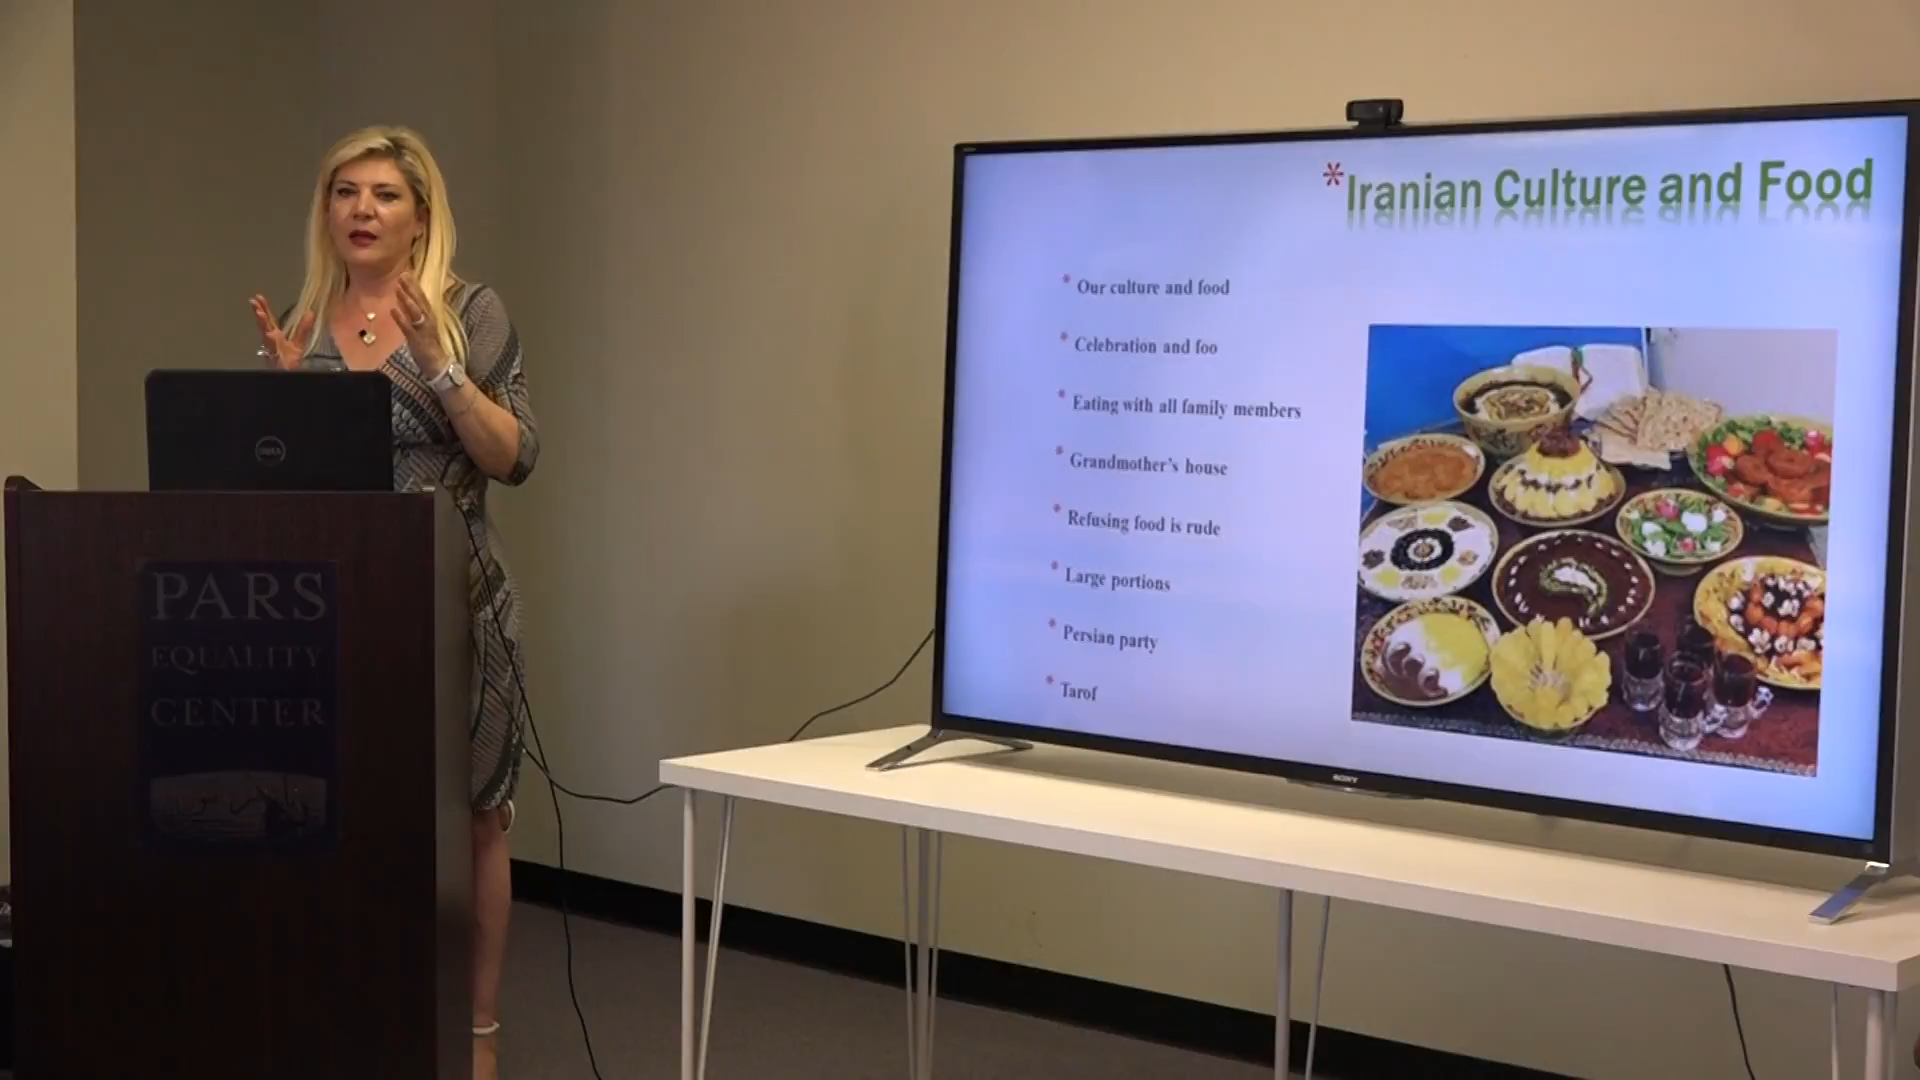 *Iranian Culture and Food
* Our culture and food
* Celebration and foo
* Eating with all family members
* Grandmother's house
* Refusing food is rude
* Large portions
* Persian party
* Tarof
SONY
DELL
PARS
EQUALITY
CENTER